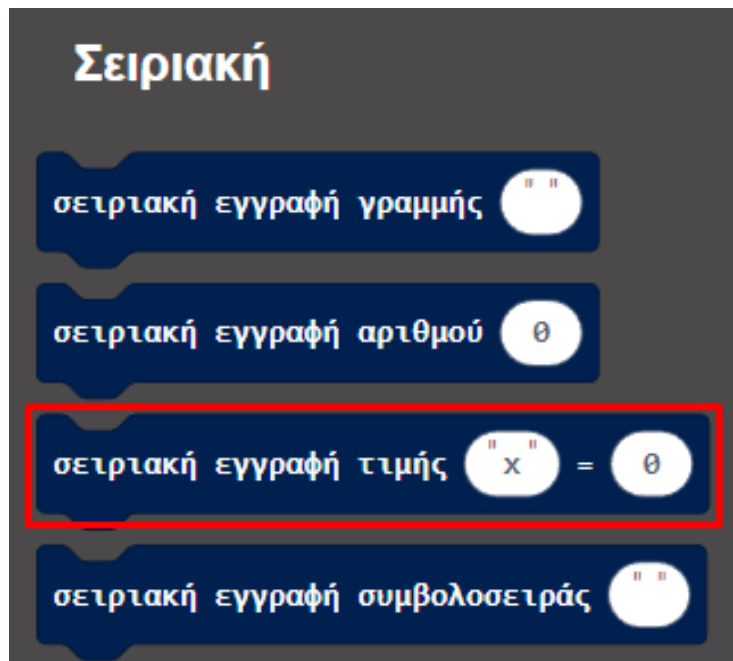 Σειριακή
σειριακή εγγραφή γραμμής " "
σειριακή εγγραφή αριθμού 0
σειριακή εγγραφή τιμής "x" = 0
σειριακή εγγραφή συμβολοσειράς " "